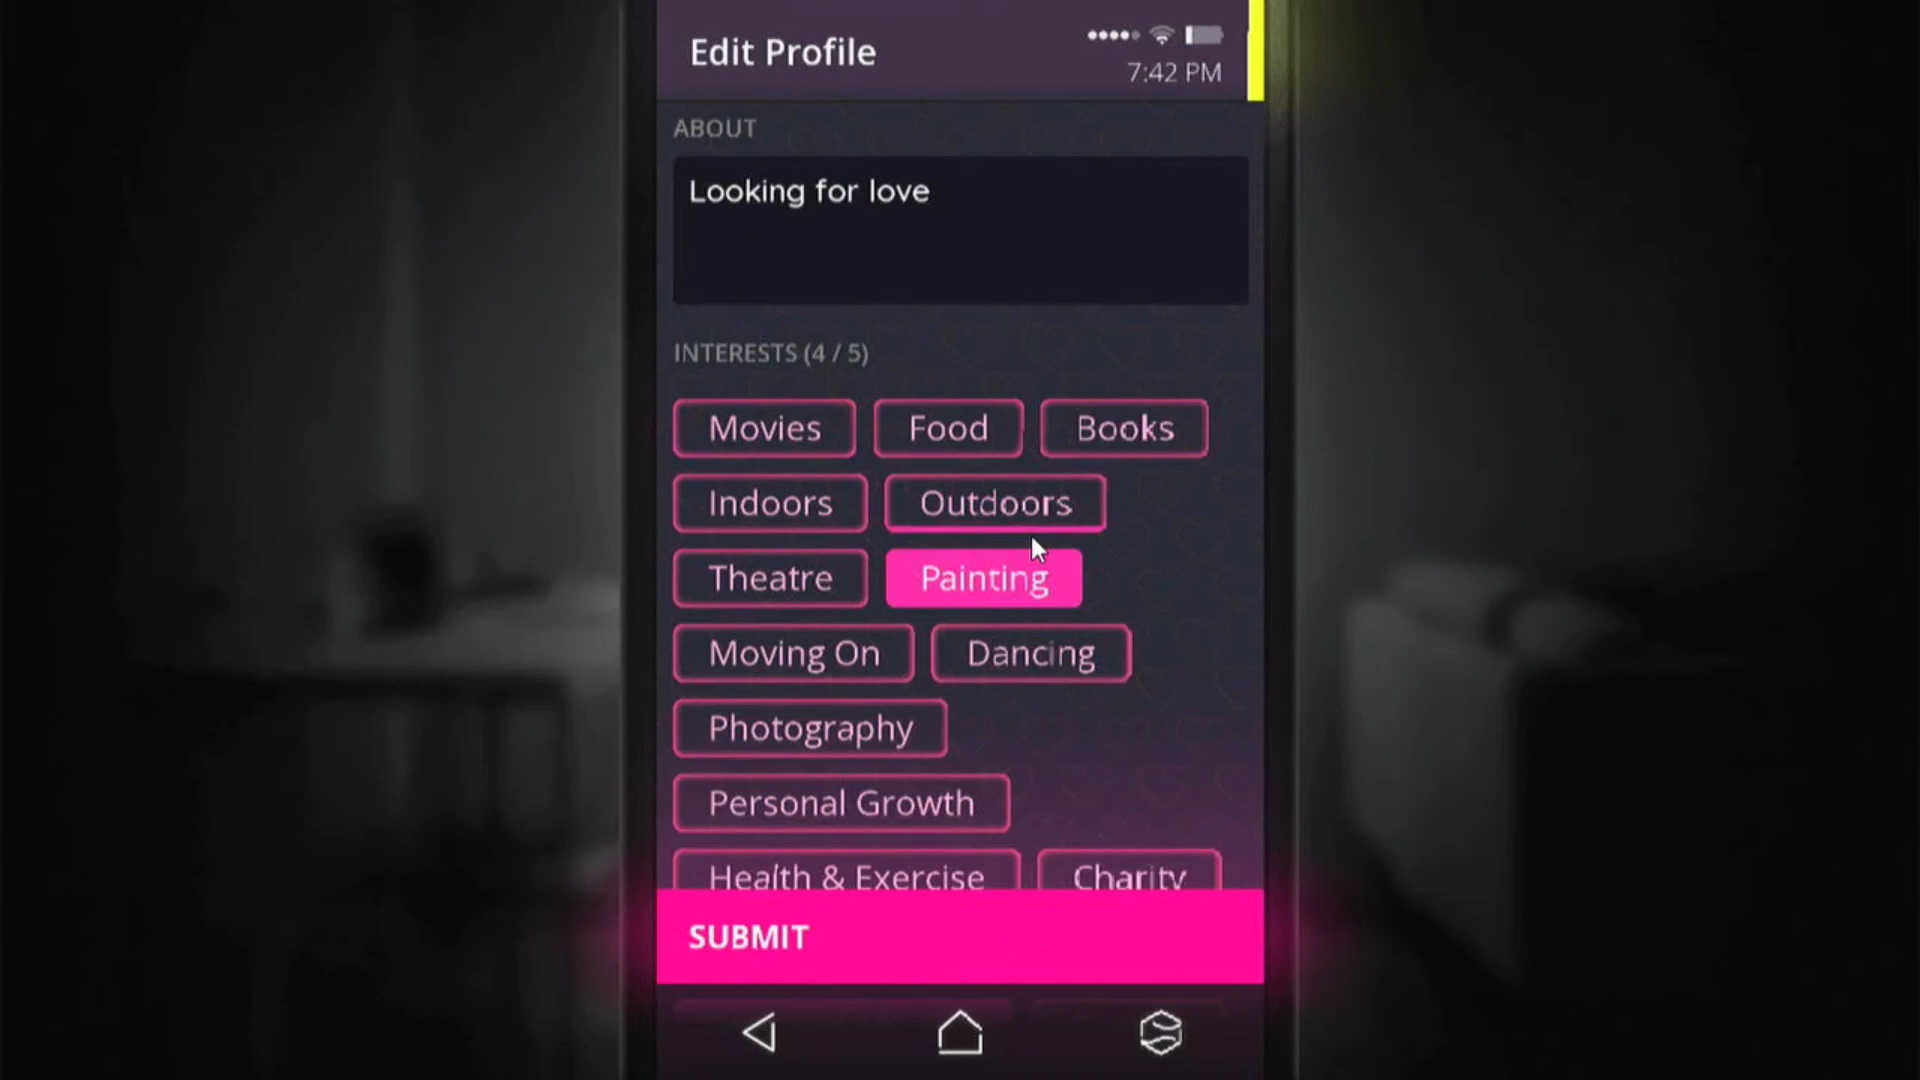 Edit Profile
7:42 PM
ABOUT
Looking for love
INTERESTS (4 / 5)
Movies Food Books
Indoors Outdoors
Theatre Painting
Moving On Dancing
Photography
Personal Growth
Health & Exercise Charity
SUBMIT